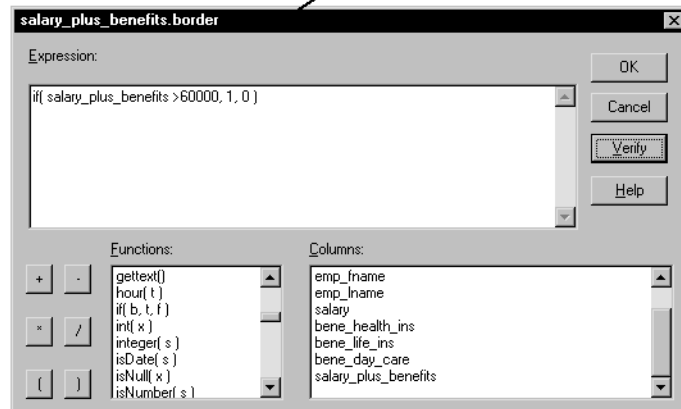 salary_plus_benefits.border
Expression:
if( salary_plus_benefits >60000, 1, 0 )
OK
Cancel
Verify
Help
Functions:
Columns:
+ -
* /
( )
gettext()
hour( t )
if( b, t, f )
int( x )
integer( s )
isDate( s )
isNull( x )
isNumber( s )
emp_fname
emp_lname
salary
bene_health_ins
bene_life_ins
bene_day_care
salary_plus_benefits